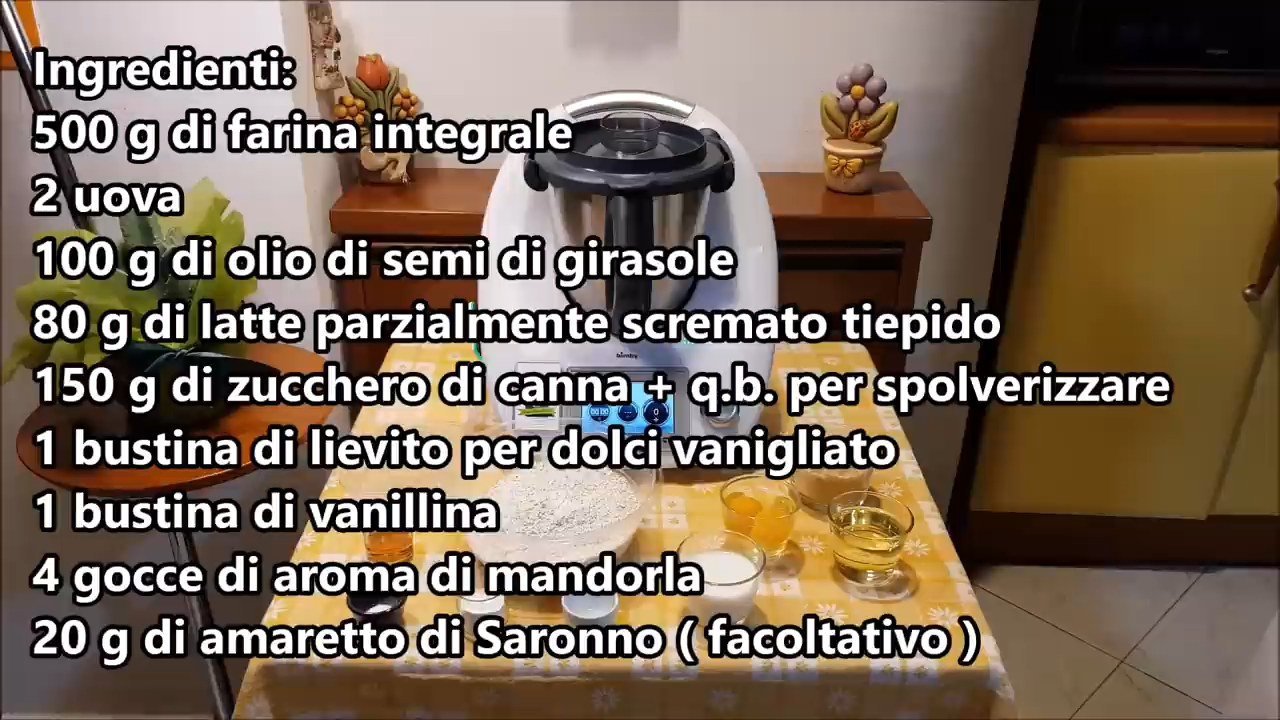 Ingredienti:
500 g di farina integrale
2 uova
100 g di olio di semi di girasole
80 g di latte parzialmente scremato tiepido
150 g di zucchero di canna + q.b. per spolverizzare
1 bustina di lievito per dolci vanigliato
1 bustina di vanillina
4 gocce di aroma di mandorla
20 g di amaretto di Saronno ( facoltativo )
bimby